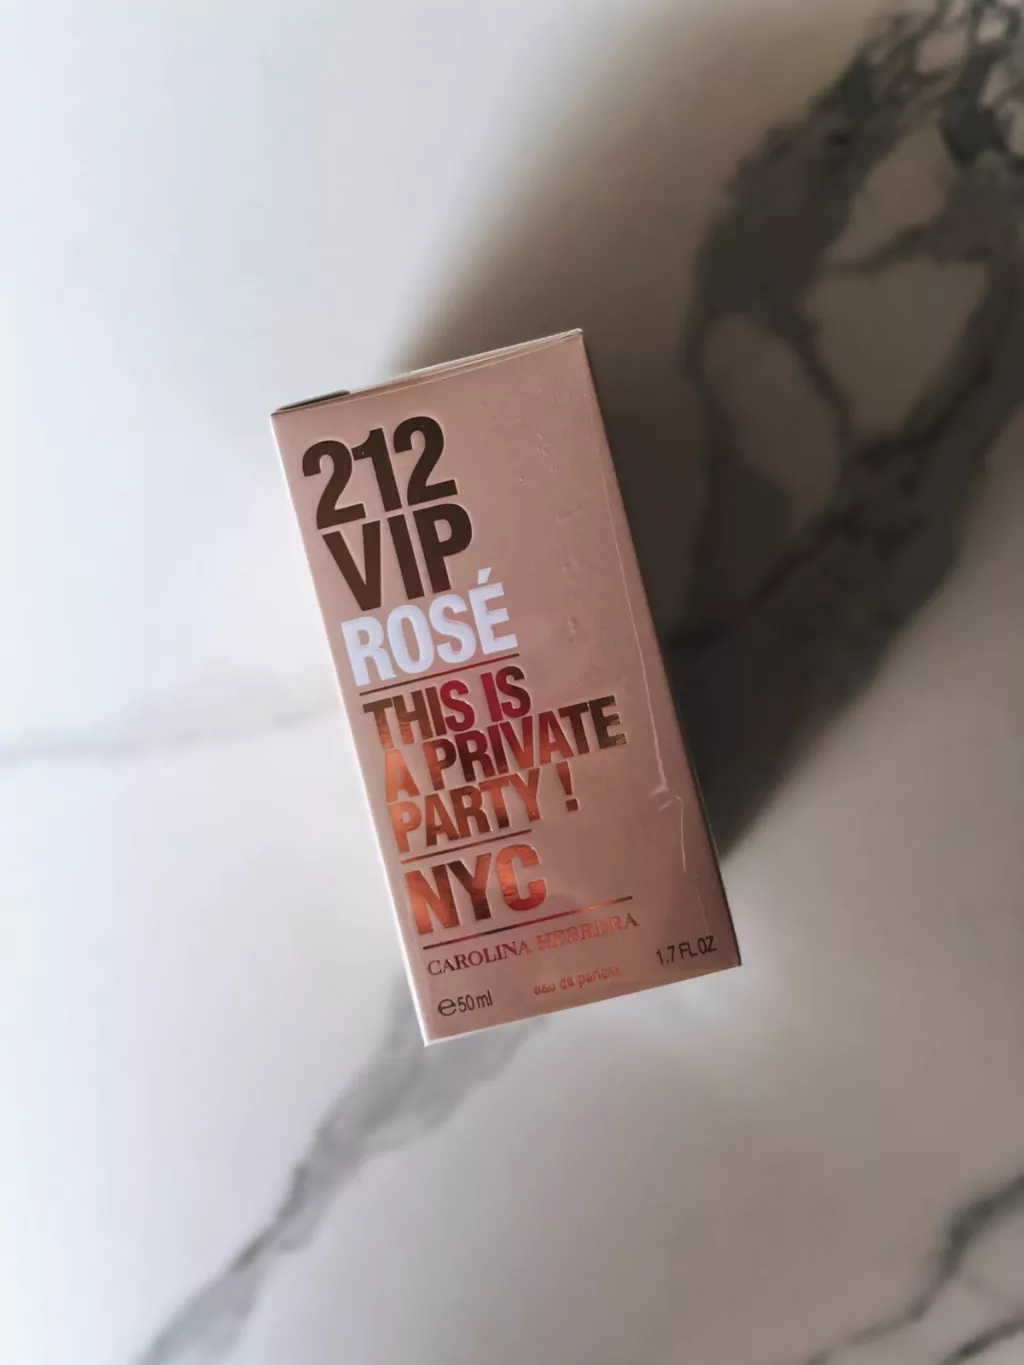 212
VIP
ROSÉ
THIS IS
A PRIVATE
PARTY !
NYC
CAROLINA HERRERA
℮50ml eau de parfum 1.7 FL OZ